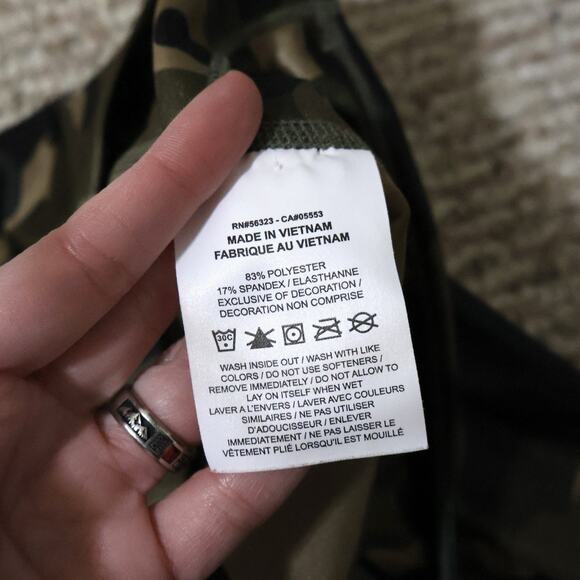 RN#56323 - CA#05553
MADE IN VIETNAM
FABRIQUE AU VIETNAM
83% POLYESTER
17% SPANDEX / ELASTHANNE
EXCLUSIVE OF DECORATION /
DECORATION NON COMPRISE
30C
WASH INSIDE OUT / WASH WITH LIKE
COLORS / DO NOT USE SOFTENERS /
REMOVE IMMEDIATELY / DO NOT ALLOW TO
LAY ON ITSELF WHEN WET
LAVER A L'ENVERS / LAVER AVEC COULEURS
SIMILAIRES / NE PAS UTILISER
D'ADOUCISSEUR / ENLEVER
IMMEDIATEMENT / NE PAS LAISSER LE
VÊTEMENT PLIÉ LORSQU'IL EST MOUILLÉ